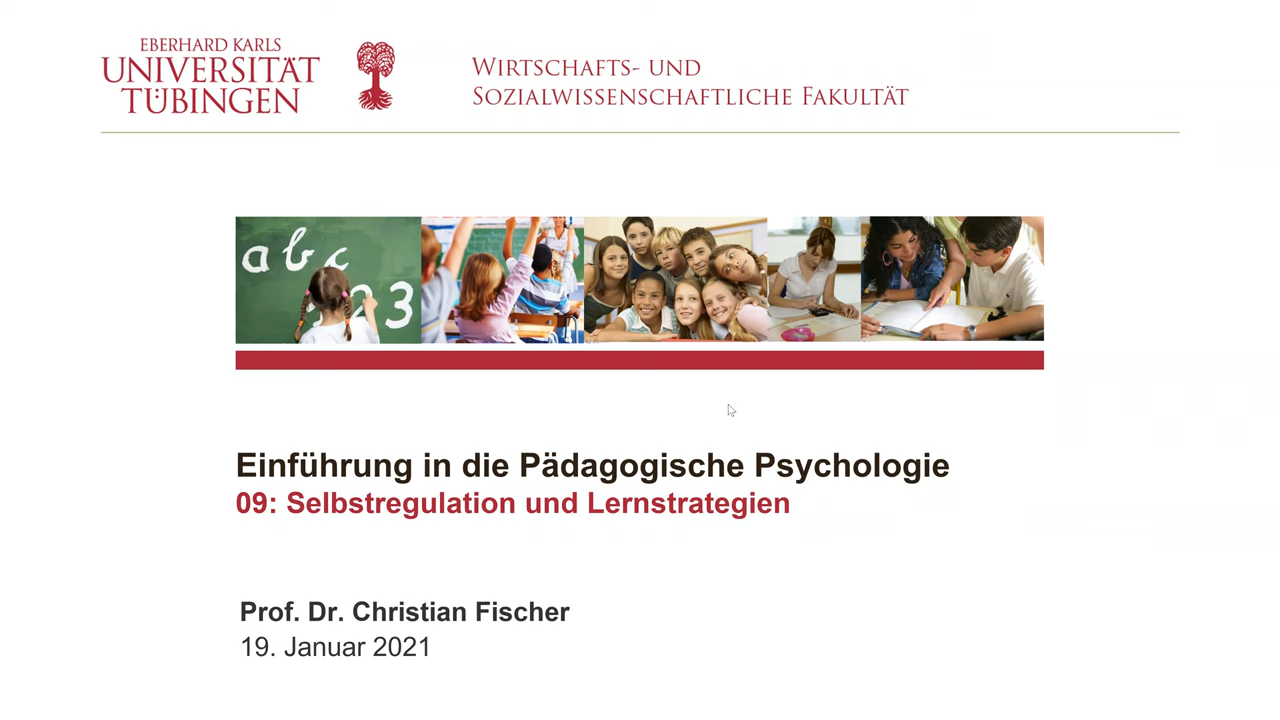 EBERHARD KARLS
UNIVERSITÄT
TÜBINGEN
WIRTSCHAFTS- UND
SOZIALWISSENSCHAFTLICHE FAKULTÄT
abc
123
Einführung in die Pädagogische Psychologie
09: Selbstregulation und Lernstrategien
Prof. Dr. Christian Fischer
19. Januar 2021